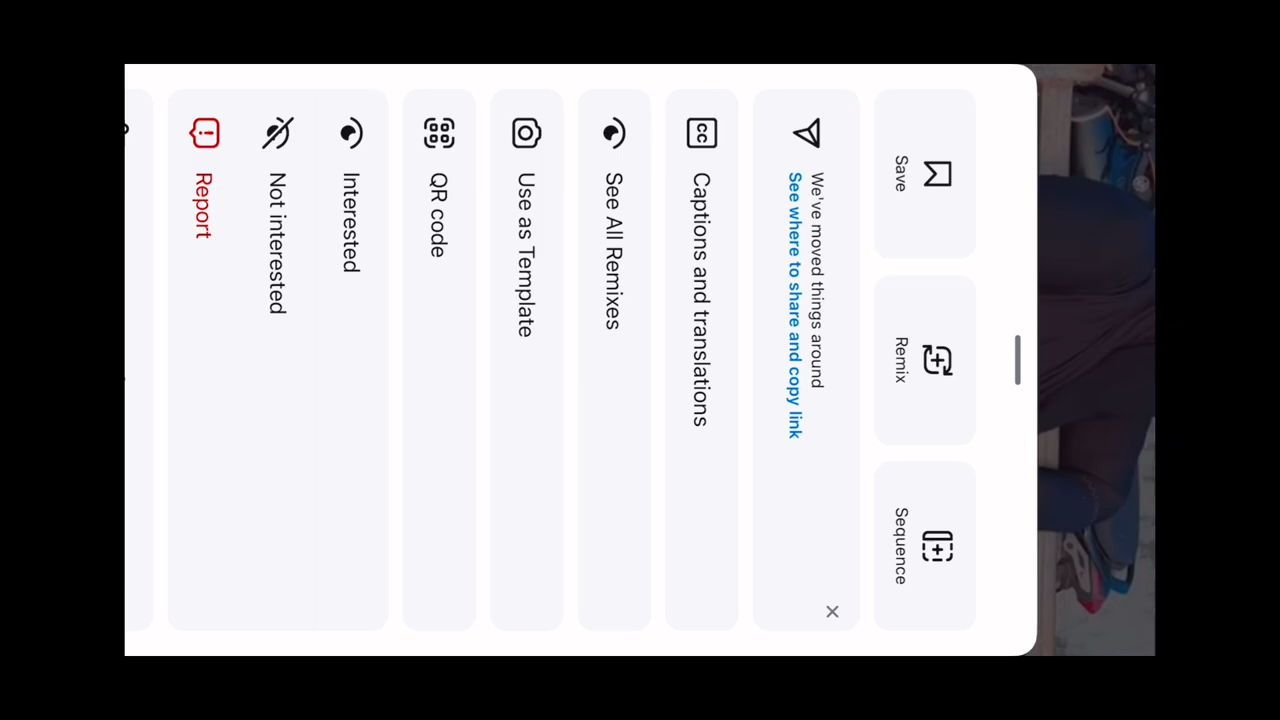 Save
Remix
Sequence
We've moved things around
See where to share and copy link
Captions and translations
See All Remixes
Use as Template
QR code
Interested
Not interested
Report